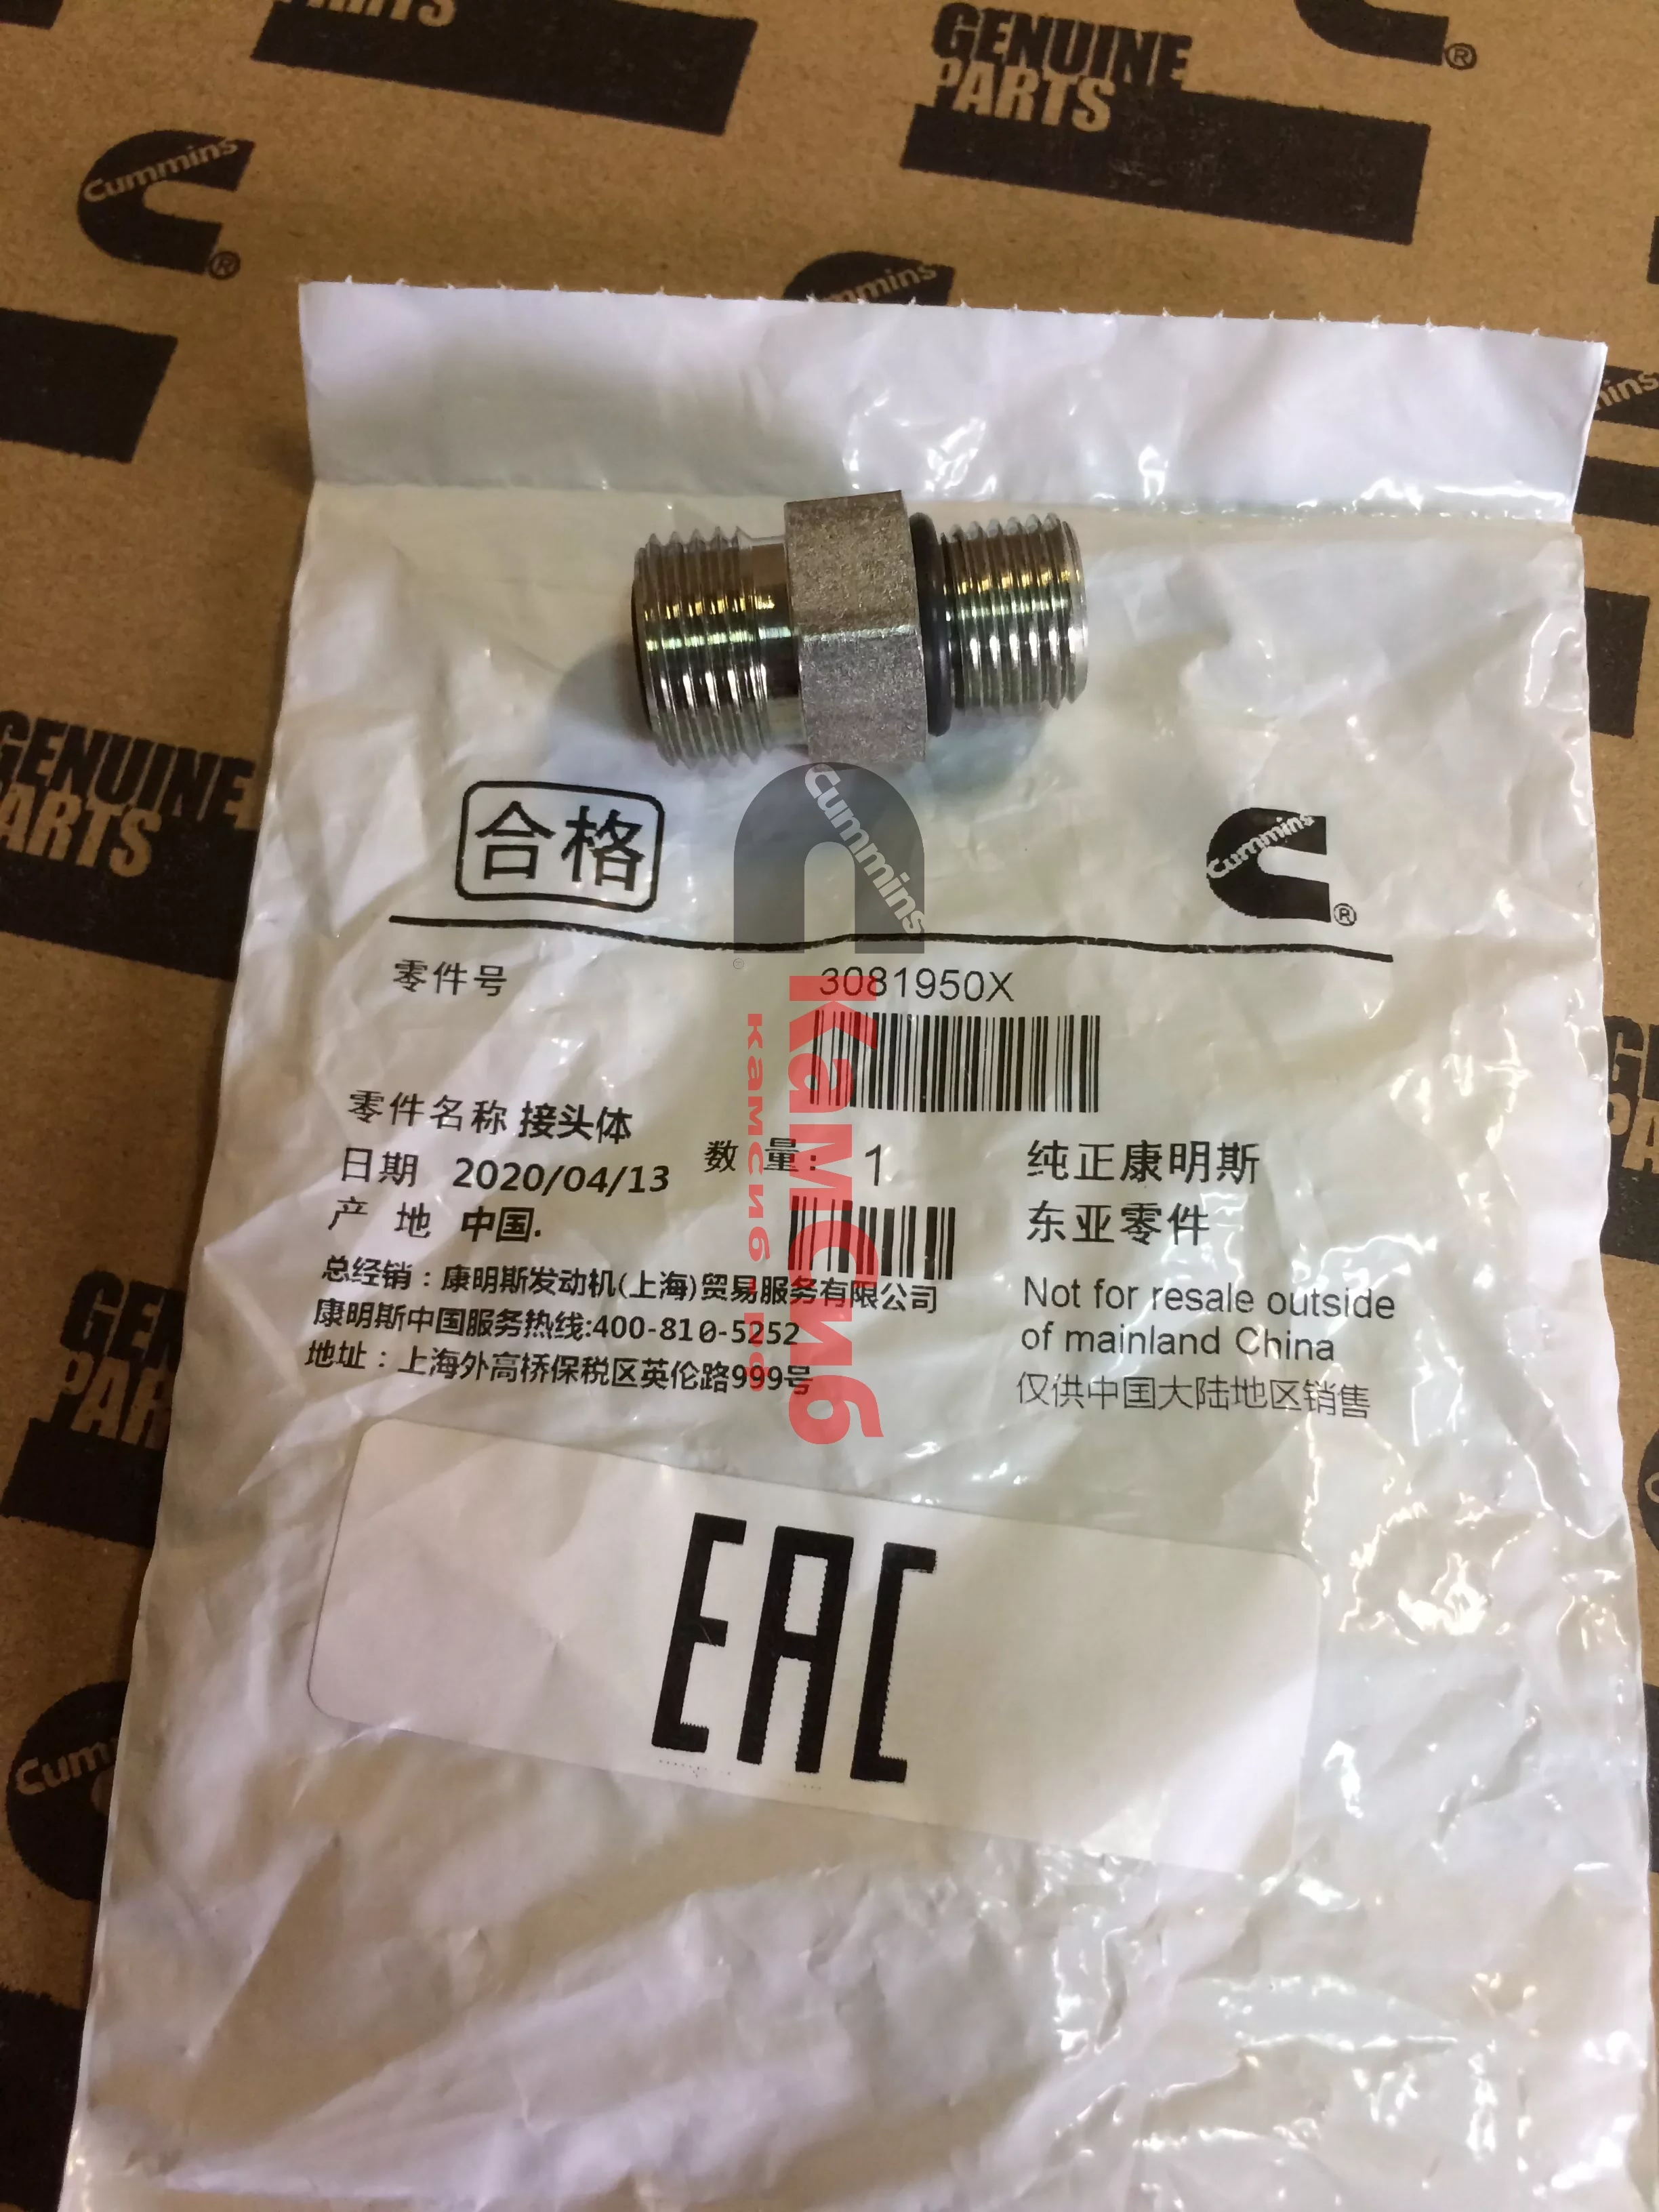 PARTS
GENUINE
PARTS
®
Cummins
®
Cummins
GENUINE
PARTS
合格
Cummins
Cummins
®
零件号
3081950X
零件名称 接头体
日期 2020/04/13
数 量: 1
产 地 中国.
纯正康明斯
东亚零件
总经销：康明斯发动机(上海)贸易服务有限公司
康明斯中国服务热线:400-810-5252
地址：上海外高桥保税区英伦路999号
Not for resale outside
of mainland China
仅供中国大陆地区销售
КаМСиб
EAC